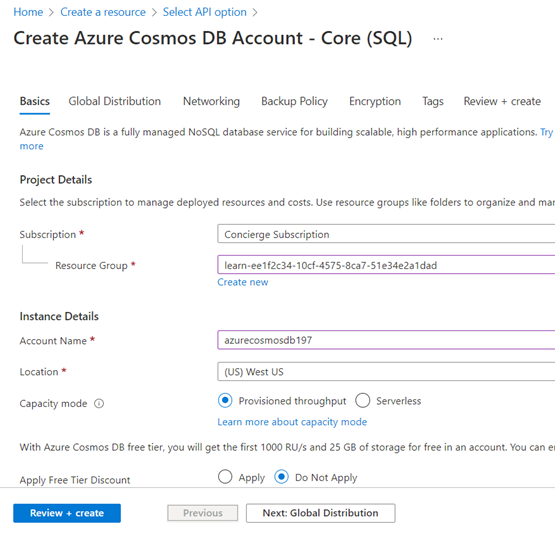 Home > Create a resource > Select API option >
Create Azure Cosmos DB Account - Core (SQL) ...
Basics Global Distribution Networking Backup Policy Encryption Tags Review + create
Azure Cosmos DB is a fully managed NoSQL database service for building scalable, high performance applications. Try
more
Project Details
Select the subscription to manage deployed resources and costs. Use resource groups like folders to organize and
Subscription * Concierge Subscription
Resource Group * learn-ee1f2c34-10cf-4575-8ca7-51e34e2a1dad
Create new
Instance Details
Account Name * azurecosmosdb197
Location * (US) West US
Capacity mode Provisioned throughput Serverless
Learn more about capacity mode
With Azure Cosmos DB free tier, you will get the first 1000 RU/s and 25 GB of storage for free in an account. You can
Apply Free Tier Discount Apply Do Not Apply
Review + create Previous Next: Global Distribution